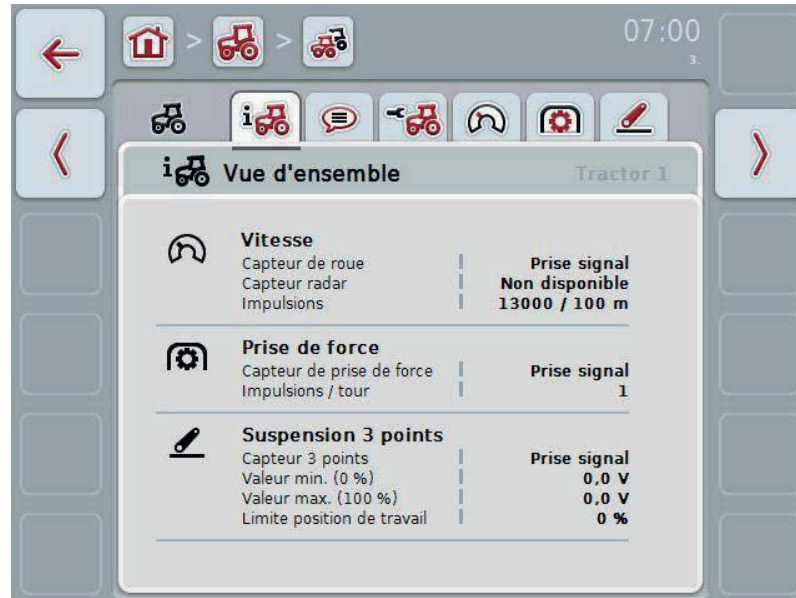 > >
07:00
3.
i
i Vue d'ensemble Tractor 1
Vitesse
Capteur de roue Prise signal
Capteur radar Non disponible
Impulsions 13000 / 100 m
Prise de force
Capteur de prise de force Prise signal
Impulsions / tour 1
Suspension 3 points
Capteur 3 points Prise signal
Valeur min. (0 %) 0,0 V
Valeur max. (100 %) 0,0 V
Limite position de travail 0 %